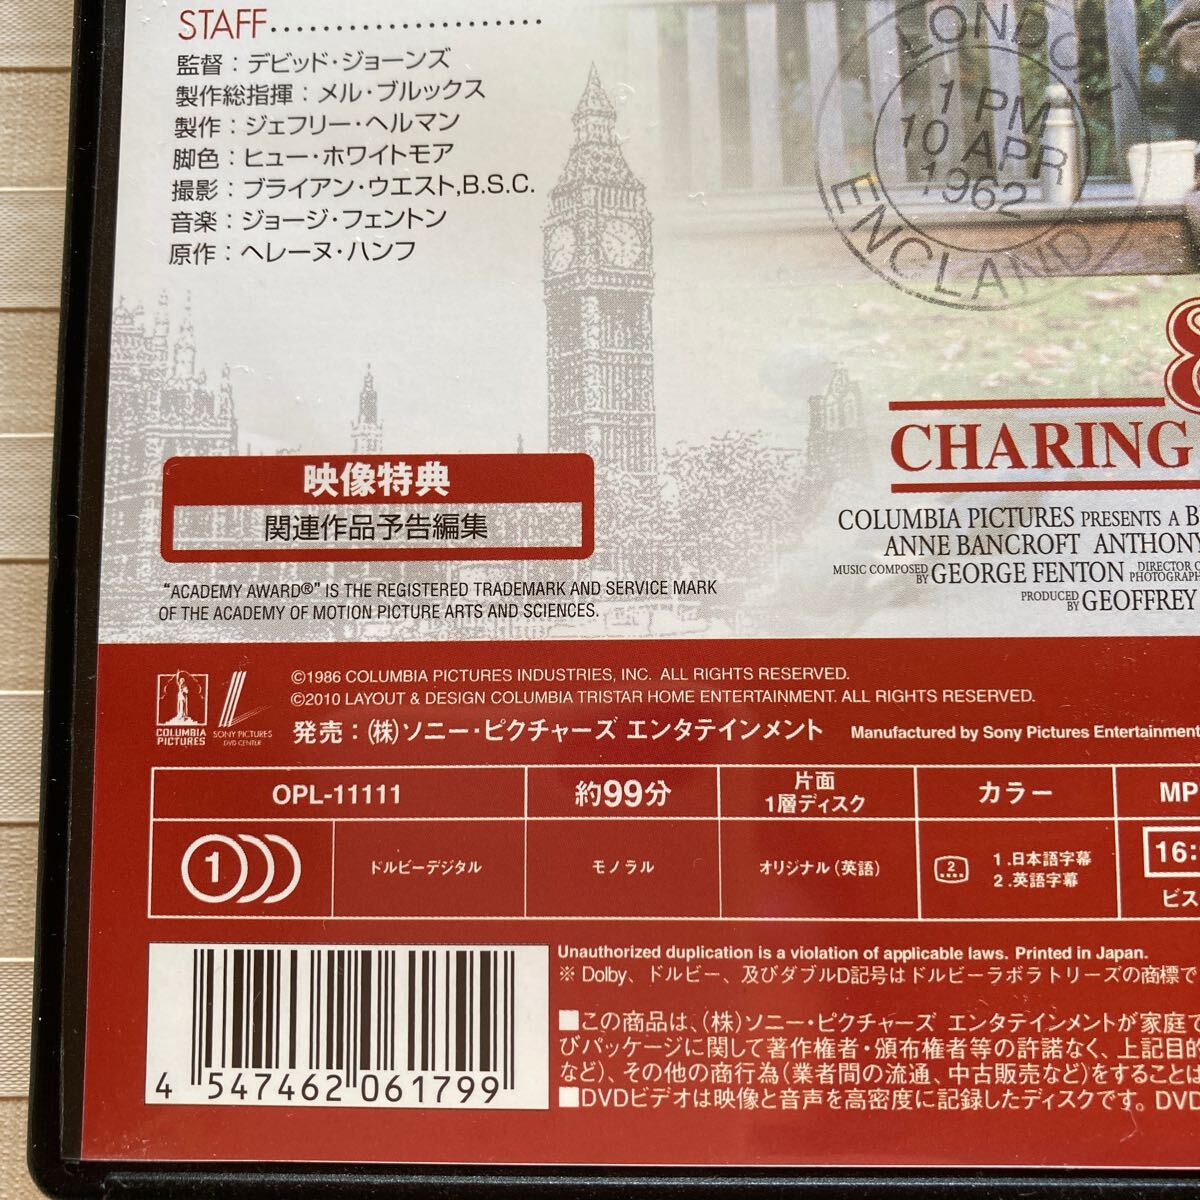 STAFF
監督：デビッド・ジョーンズ
製作総指揮：メル・ブルックス
製作：ジェフリー・ヘルマン
脚色：ヒュー・ホワイトモア
撮影：ブライアン・ウエスト,B.S.C.
音楽：ジョージ・フェントン
原作：ヘレーヌ・ハンフ
LONDON
1 PM
10 APR
1962
ENGLAND
8
CHARING
映像特典
関連作品予告編集
COLUMBIA PICTURES PRESENTS A B
ANNE BANCROFT ANTHONY
MUSIC COMPOSED BY GEORGE FENTON DIRECTOR O PHOTOGRAPH
PRODUCED BY GEOFFREY
“ACADEMY AWARD®” IS THE REGISTERED TRADEMARK AND SERVICE MARK
OF THE ACADEMY OF MOTION PICTURE ARTS AND SCIENCES.
COLUMBIA PICTURES
SONY PICTURES DVD CENTER
©1986 COLUMBIA PICTURES INDUSTRIES, INC. ALL RIGHTS RESERVED.
©2010 LAYOUT & DESIGN COLUMBIA TRISTAR HOME ENTERTAINMENT. ALL RIGHTS RESERVED.
発売：(株)ソニー・ピクチャーズ エンタテインメント Manufactured by Sony Pictures Entertainment
OPL-11111 約99分 片面1層ディスク カラー MP
1 ドルビーデジタル モノラル オリジナル(英語) 2 1.日本語字幕 2.英語字幕 16: ビス
Unauthorized duplication is a violation of applicable laws. Printed in Japan.
※ Dolby、ドルビー、及びダブルD記号はドルビーラボラトリーズの商標で
■この商品は、(株)ソニー・ピクチャーズ エンタテインメントが家庭で
びパッケージに関して著作権者・頒布権者等の許諾なく、上記目的
など)、その他の商行為(業者間の流通、中古販売など)をすることは
■DVDビデオは映像と音声を高密度に記録したディスクです。DVD
4 547462 061799